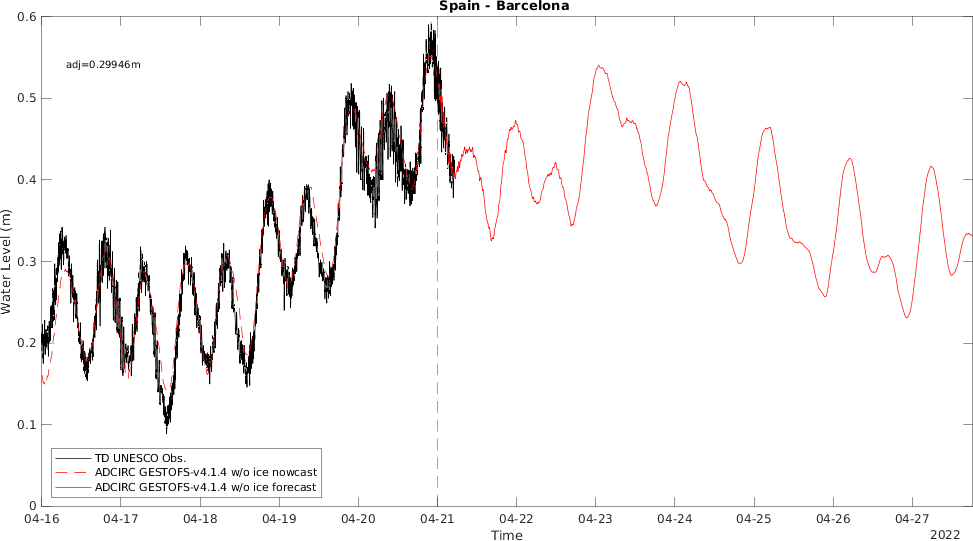 Spain - Barcelona
0.6
adj=0.29946m
0.5
0.4
0.3
0.2
0.1
0
Water Level (m)
TD UNESCO Obs.
ADCIRC GESTOFS-v4.1.4 w/o ice nowcast
ADCIRC GESTOFS-v4.1.4 w/o ice forecast
04-16 04-17 04-18 04-19 04-20 04-21 04-22 04-23 04-24 04-25 04-26 04-27
Time
2022